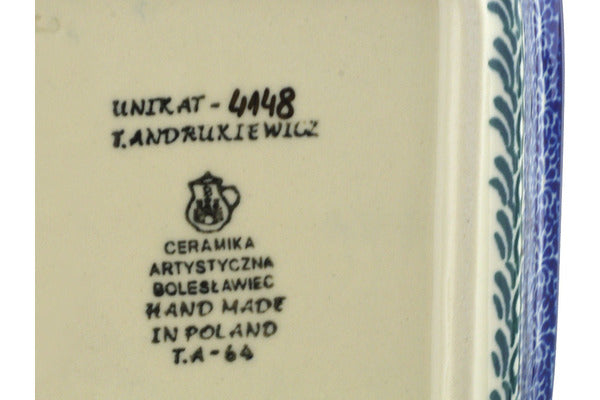 UNIKAT - 4148
T.ANDRUKIEWICZ
CERAMIKA
ARTYSTYCZNA
BOLESŁAWIEC
HAND MADE
IN POLAND
T.A - 64